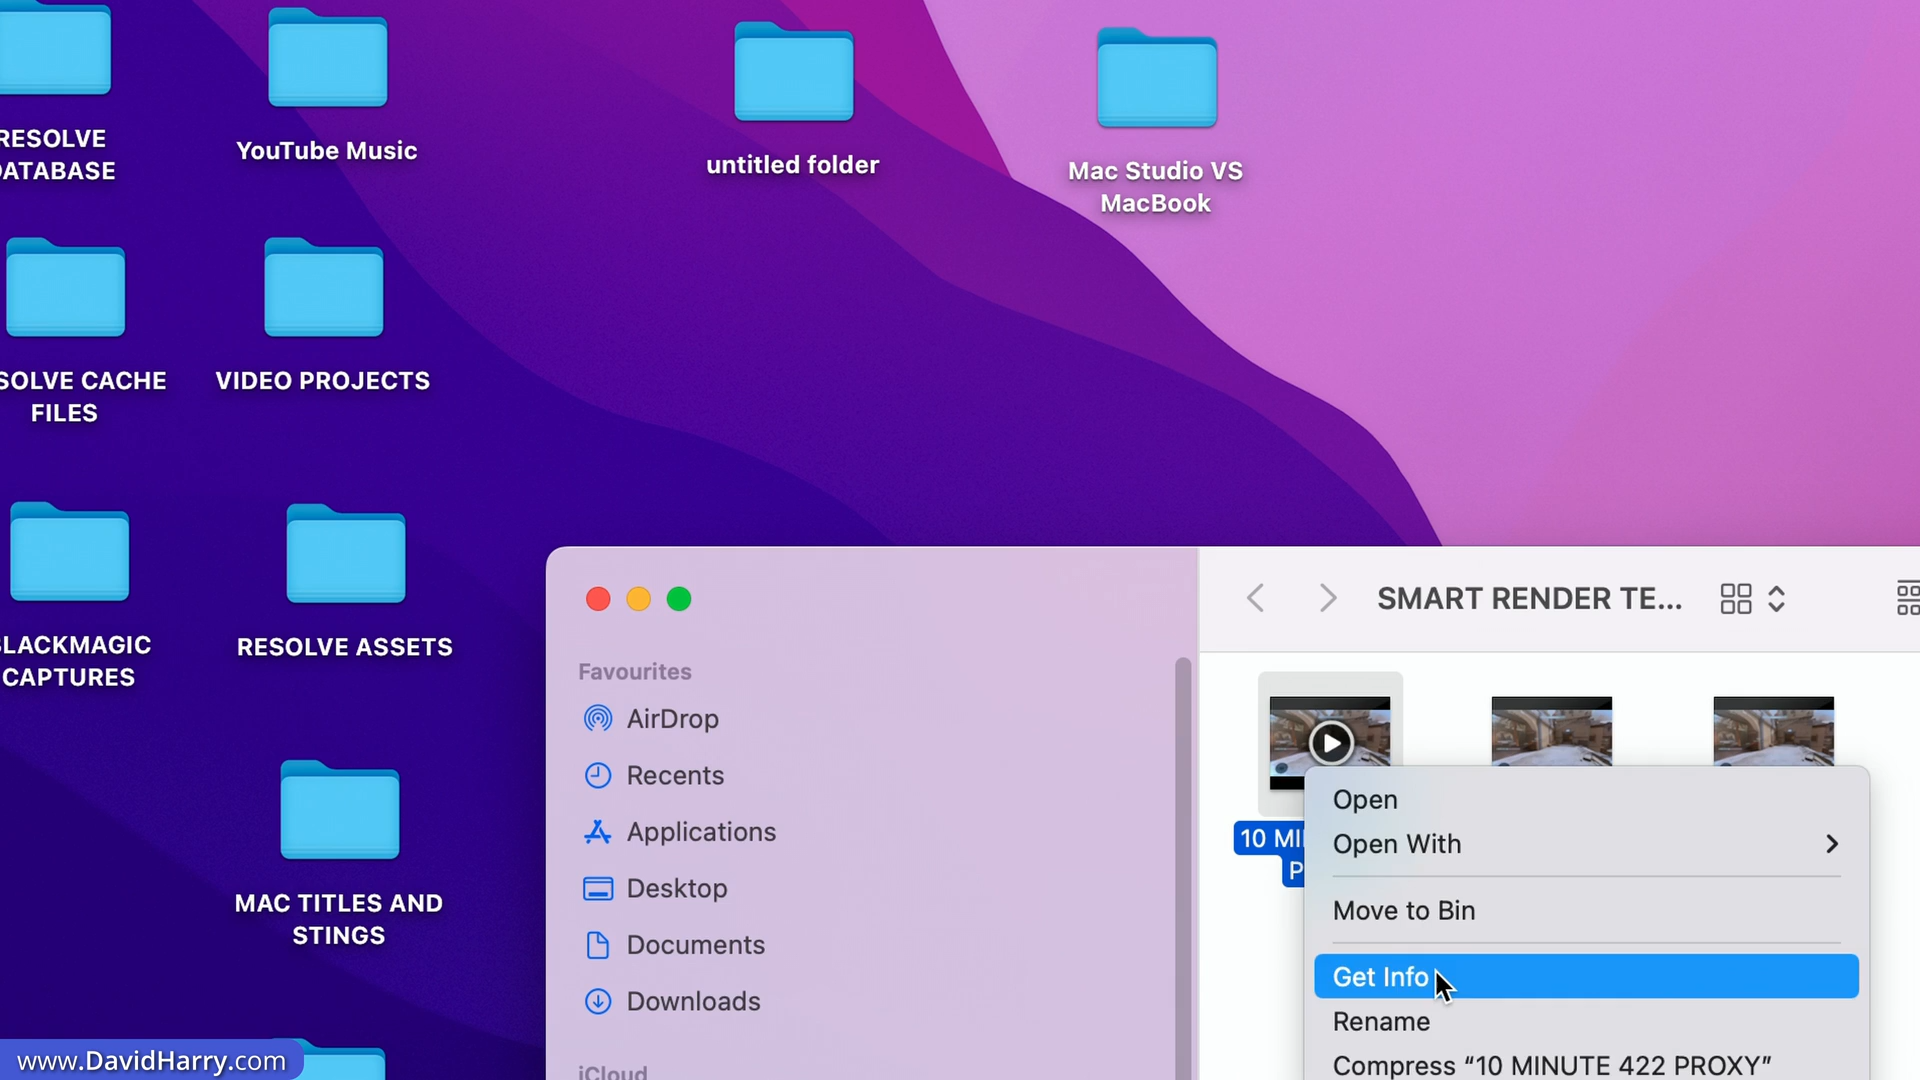 RESOLVE
DATABASE
YouTube Music
untitled folder
Mac Studio VS
MacBook
SOLVE CACHE
FILES
VIDEO PROJECTS
BLACKMAGIC
CAPTURES
RESOLVE ASSETS
MAC TITLES AND
STINGS
SMART RENDER TE...
Favourites
AirDrop
Recents
Applications
Desktop
Documents
Downloads
iCloud
10 MI
P
Open
Open With
Move to Bin
Get Info
Rename
Compress “10 MINUTE 422 PROXY”
www.DavidHarry.com